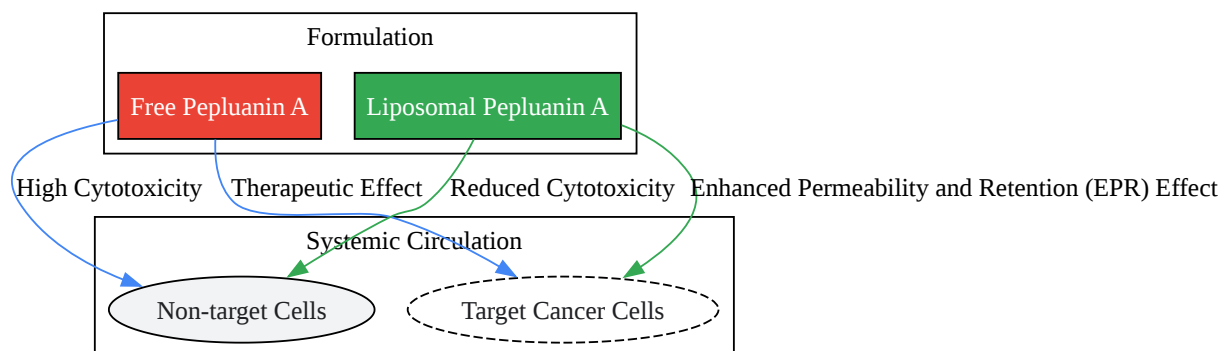 Formulation
Free Pepluanin A
Liposomal Pepluanin A
High Cytotoxicity
Therapeutic Effect
Reduced Cytotoxicity
Enhanced Permeability and Retention (EPR) Effect
Systemic Circulation
Non-target Cells
Target Cancer Cells